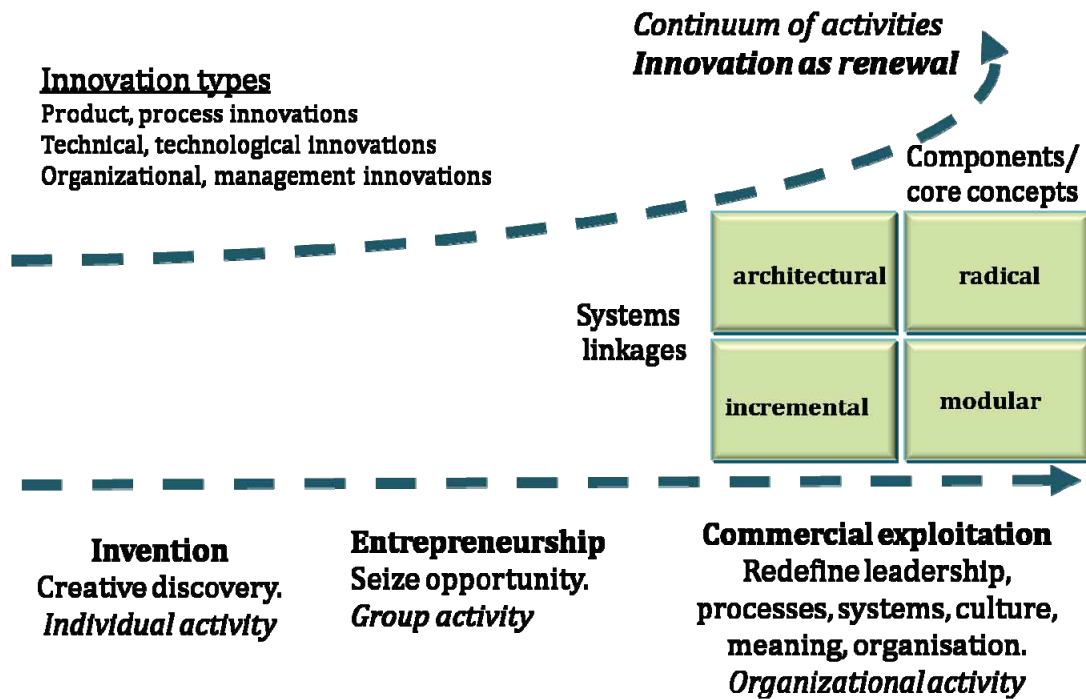 Continuum of activities
Innovation as renewal
Innovation types
Product, process innovations
Technical, technological innovations
Organizational, management innovations
Components/
core concepts
architectural
radical
Systems
linkages
incremental
modular
Invention
Creative discovery.
Individual activity
Entrepreneurship
Seize opportunity.
Group activity
Commercial exploitation
Redefine leadership,
processes, systems, culture,
meaning, organisation.
Organizational activity